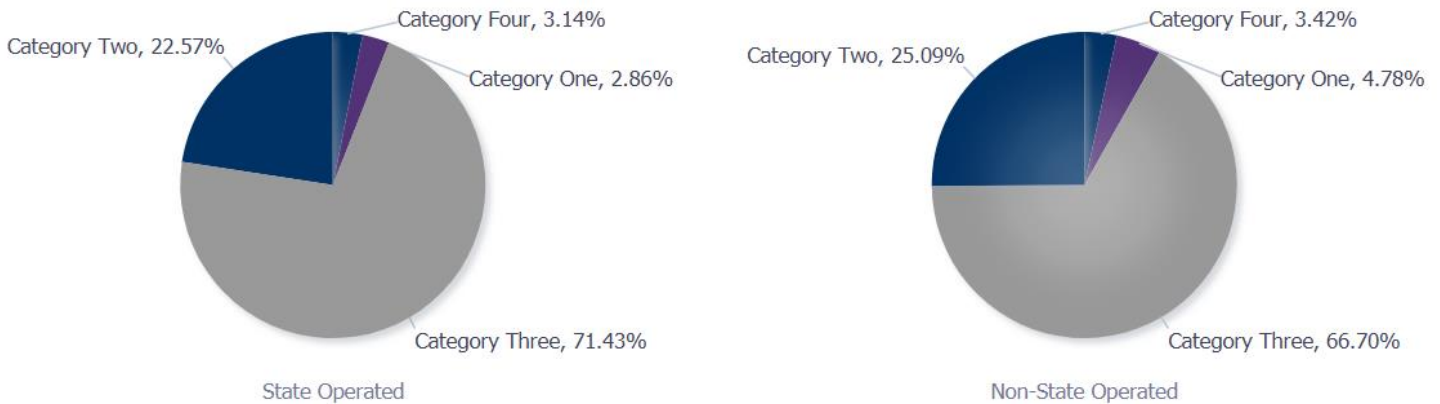 Category Four, 3.14%
Category Two, 22.57%
Category One, 2.86%
Category Three, 71.43%
State Operated
Category Four, 3.42%
Category Two, 25.09%
Category One, 4.78%
Category Three, 66.70%
Non-State Operated